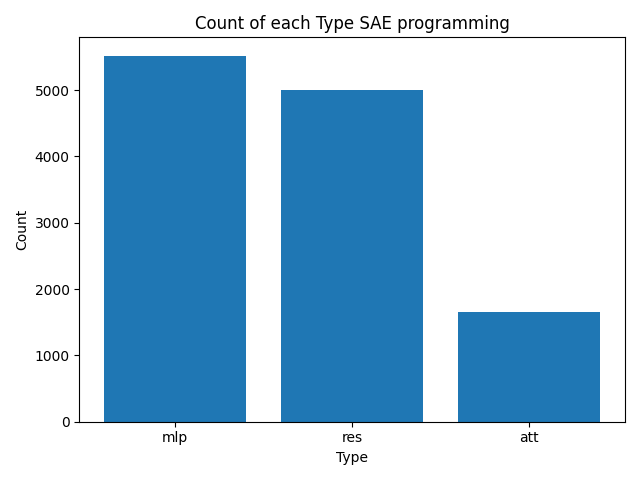 Count of each Type SAE programming
Count
5000
4000
3000
2000
1000
0
mlp
res
att
Type